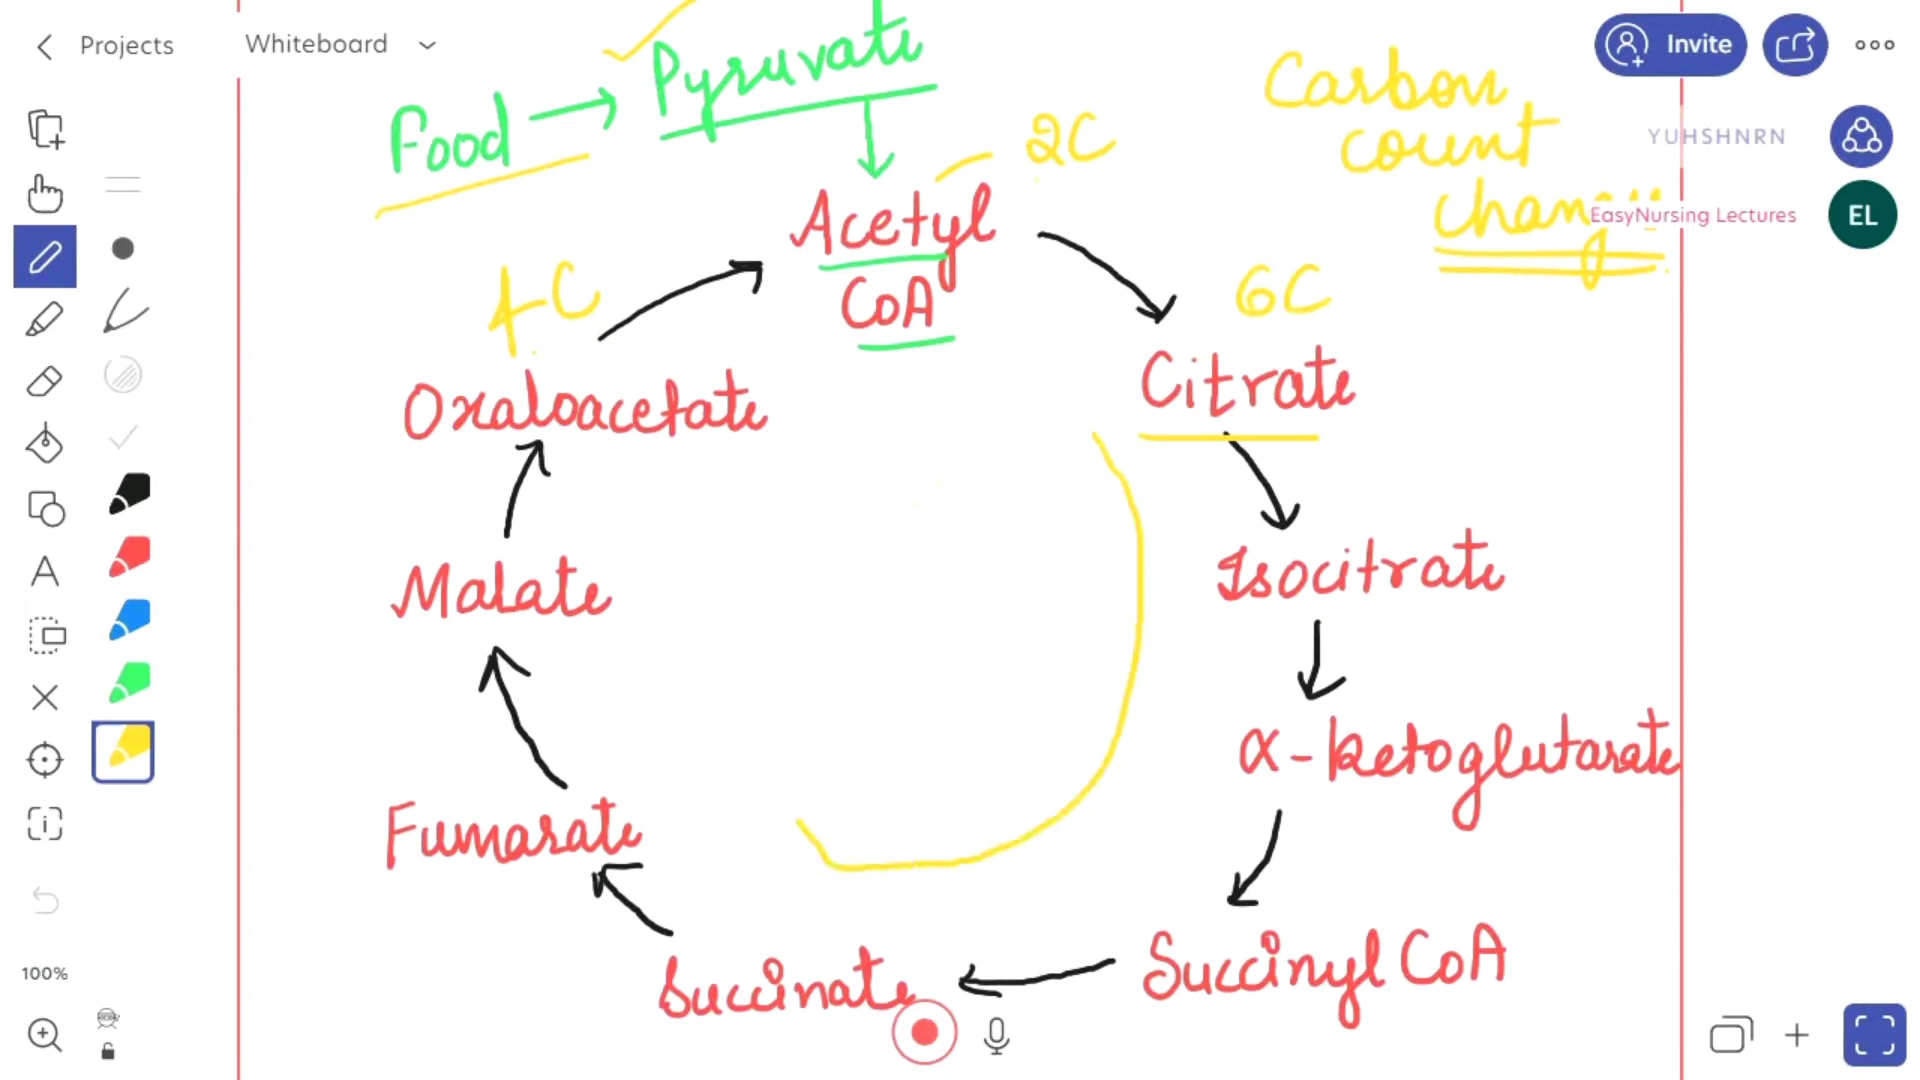 Projects
Whiteboard
Invite
YUHSHNRN
EasyNursing Lectures
EL
Food → Pyruvate
Carbon
count
chang
2C
Acetyl
CoA
4C
6C
Oxaloacetate
Citrate
Malate
Isocitrate
α-ketoglutarate
Fumarate
Succinyl CoA
Succinate
A
100%